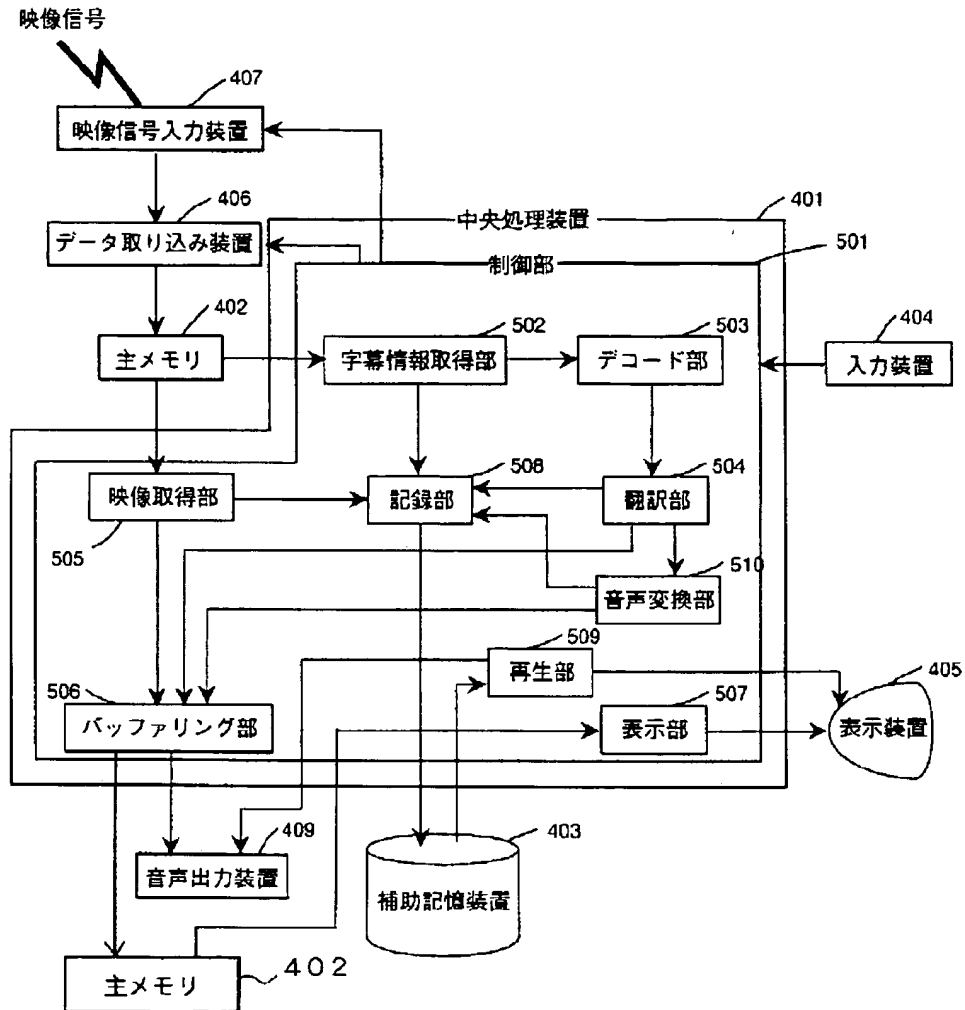 映像信号
407
映像信号入力装置
406
データ取り込み装置
中央処理装置
401
制御部
501
402
主メモリ
502
字幕情報取得部
503
デコード部
404
入力装置
映像取得部
505
508
記録部
504
翻訳部
510
音声変換部
509
再生部
506
バッファリング部
507
表示部
405
表示装置
409
音声出力装置
403
補助記憶装置
主メモリ
402